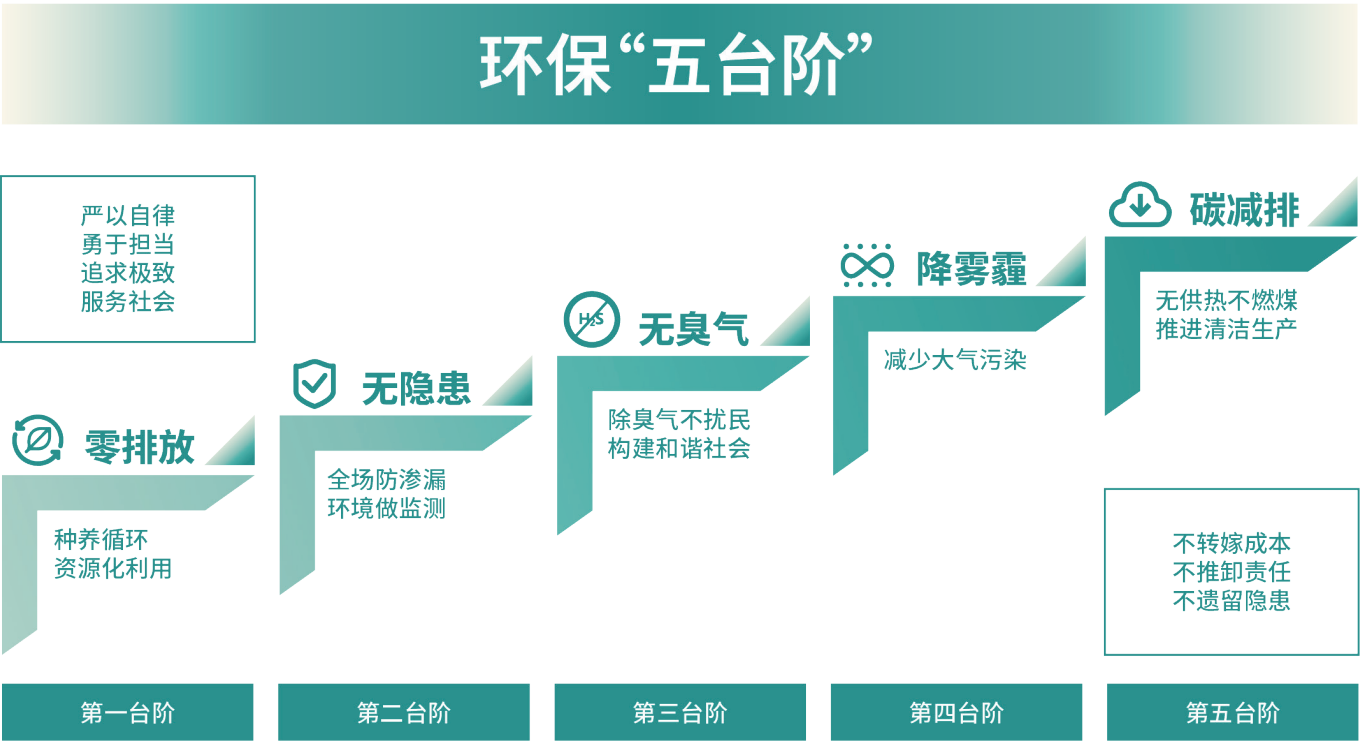 环保“五台阶”
严以自律
勇于担当
追求极致
服务社会
零排放
种养循环
资源化利用
无隐患
全场防渗漏
环境做监测
H₂S
无臭气
除臭气不扰民
构建和谐社会
降雾霾
减少大气污染
碳减排
无供热不燃煤
推进清洁生产
不转嫁成本
不推卸责任
不遗留隐患
第一台阶
第二台阶
第三台阶
第四台阶
第五台阶